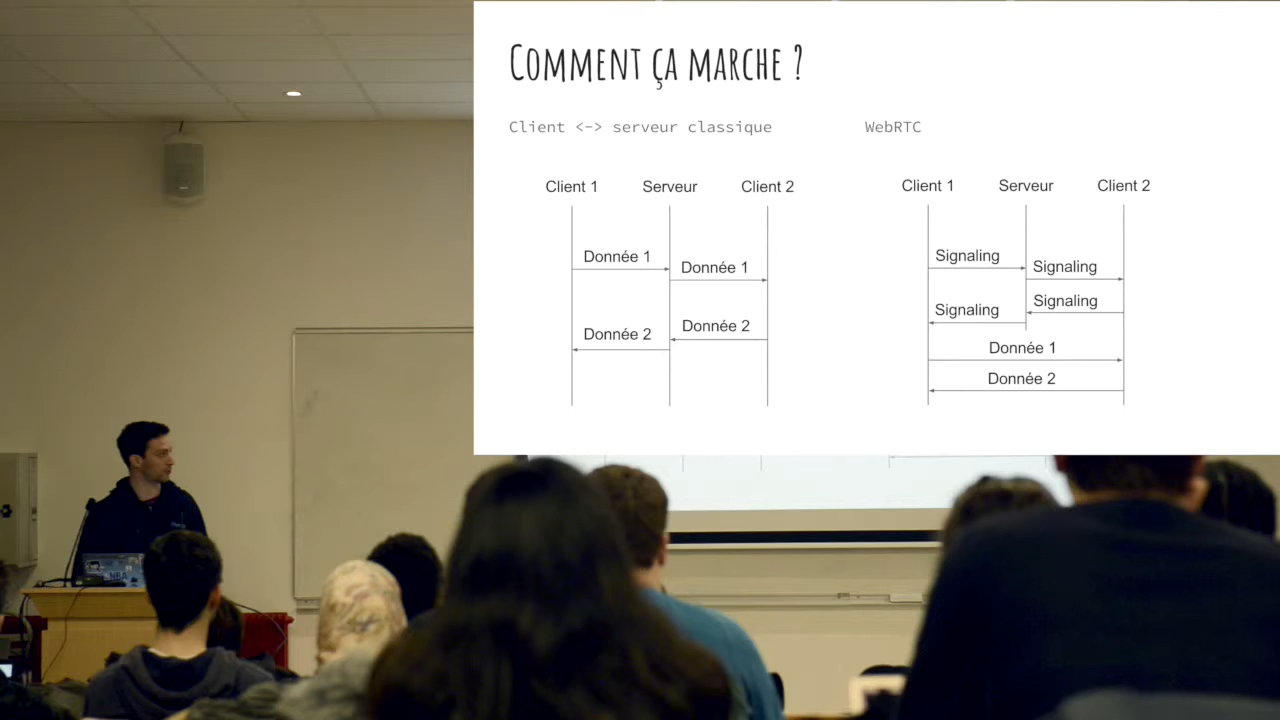 Comment ça marche ?
Client <-> serveur classique
Client 1 Serveur Client 2
Donnée 1
Donnée 1
Donnée 2
Donnée 2
WebRTC
Client 1 Serveur Client 2
Signaling
Signaling
Signaling
Signaling
Donnée 1
Donnée 2
NBA